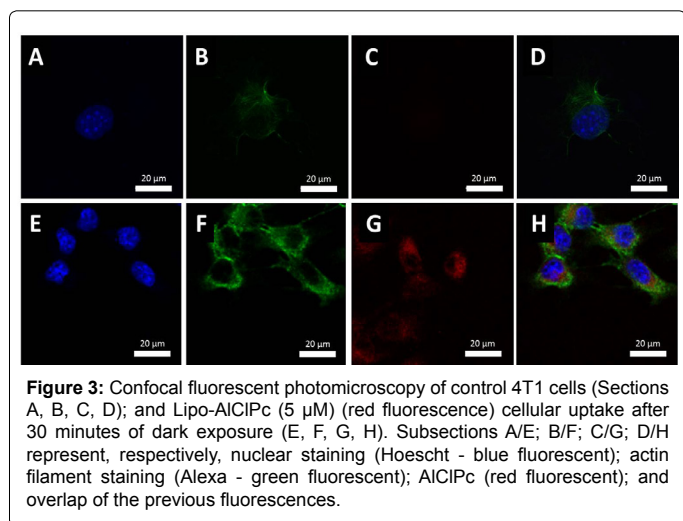 A B C D
20 µm 20 µm 20 µm 20 µm
E F G H
20 µm 20 µm 20 µm 20 µm
Figure 3: Confocal fluorescent photomicroscopy of control 4T1 cells (Sections
A, B, C, D); and Lipo-AlClPc (5 µM) (red fluorescence) cellular uptake after
30 minutes of dark exposure (E, F, G, H). Subsections A/E; B/F; C/G; D/H
represent, respectively, nuclear staining (Hoescht - blue fluorescent); actin
filament staining (Alexa - green fluorescent); AlClPc (red fluorescent); and
overlap of the previous fluorescences.